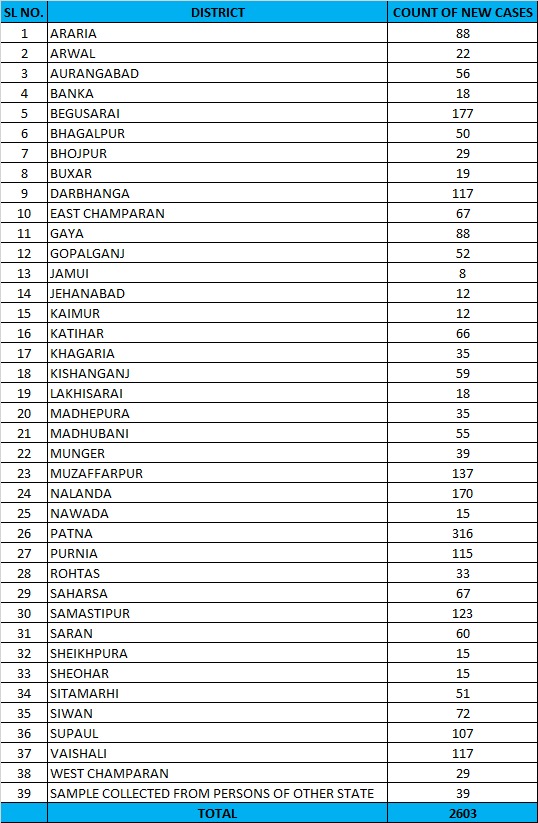 SL NO. DISTRICT COUNT OF NEW CASES
1 ARARIA 88
2 ARWAL 22
3 AURANGABAD 56
4 BANKA 18
5 BEGUSARAI 177
6 BHAGALPUR 50
7 BHOJPUR 29
8 BUXAR 19
9 DARBHANGA 117
10 EAST CHAMPARAN 67
11 GAYA 88
12 GOPALGANJ 52
13 JAMUI 8
14 JEHANABAD 12
15 KAIMUR 12
16 KATIHAR 66
17 KHAGARIA 35
18 KISHANGANJ 59
19 LAKHISARAI 18
20 MADHEPURA 35
21 MADHUBANI 55
22 MUNGER 39
23 MUZAFFARPUR 137
24 NALANDA 170
25 NAWADA 15
26 PATNA 316
27 PURNIA 115
28 ROHTAS 33
29 SAHARSA 67
30 SAMASTIPUR 123
31 SARAN 60
32 SHEIKHPURA 15
33 SHEOHAR 15
34 SITAMARHI 51
35 SIWAN 72
36 SUPAUL 107
37 VAISHALI 117
38 WEST CHAMPARAN 29
39 SAMPLE COLLECTED FROM PERSONS OF OTHER STATE 39
TOTAL 2603